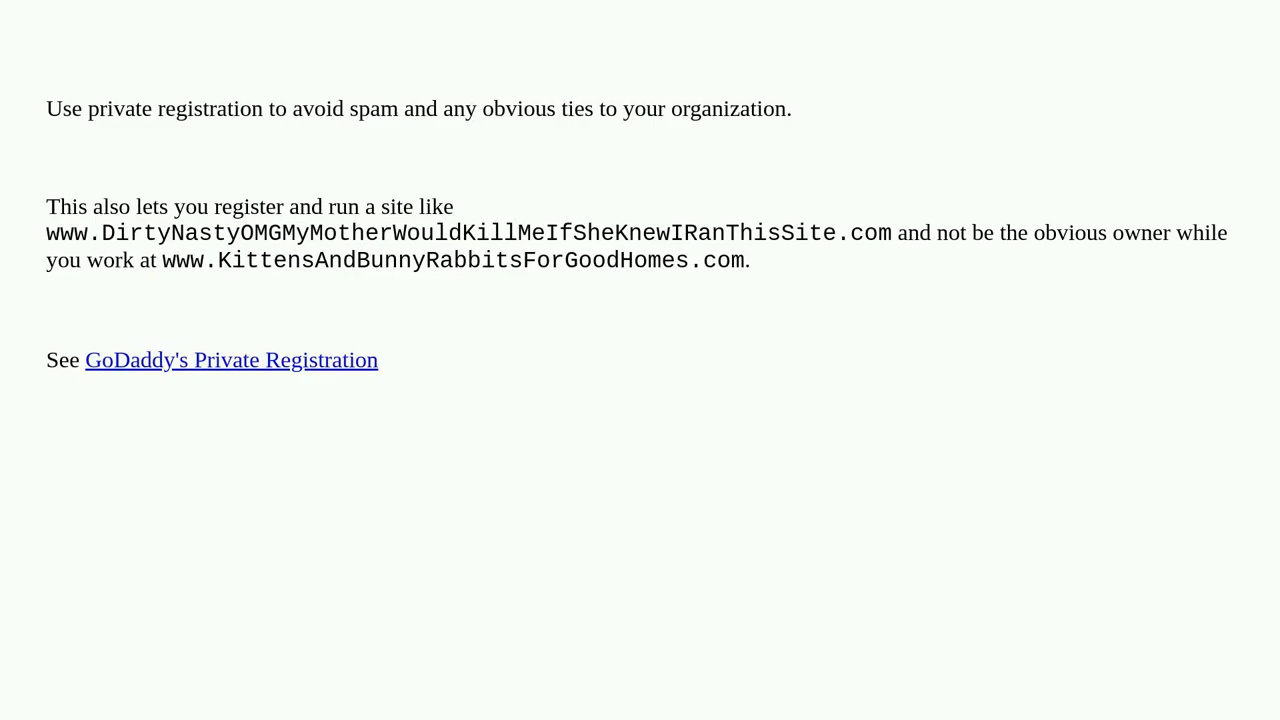 Use private registration to avoid spam and any obvious ties to your organization.
This also lets you register and run a site like
www.DirtyNastyOMGMyMotherWouldKillMeIfSheKnewIRanThisSite.com and not be the obvious owner while
you work at www.KittensAndBunnyRabbitsForGoodHomes.com.
See GoDaddy's Private Registration